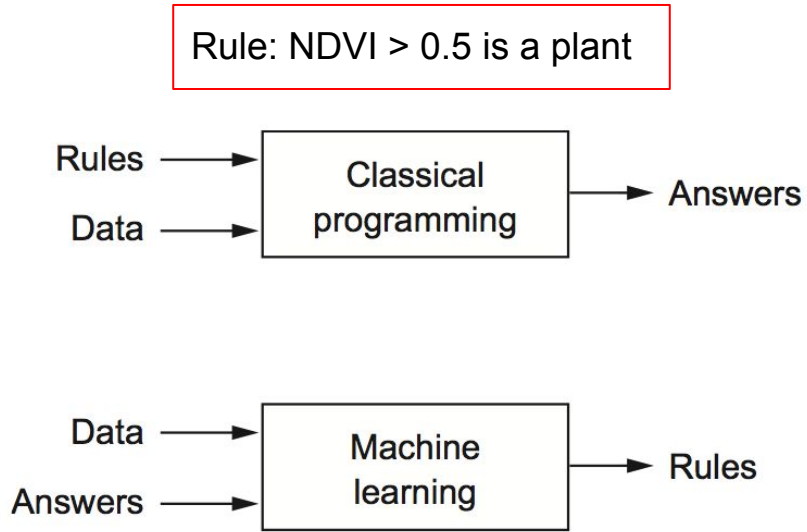 Rule: NDVI > 0.5 is a plant
Rules
Data
Classical
programming
Answers
Data
Answers
Machine
learning
Rules